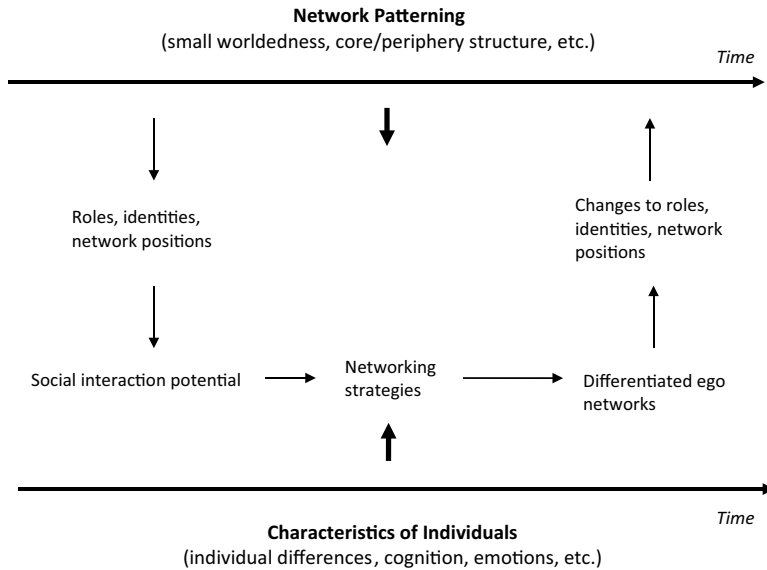 Network Patterning
(small worldedness, core/periphery structure, etc.)
Time
Roles, identities,
network positions
Changes to roles,
identities, network
positions
Social interaction potential
Networking
strategies
Differentiated ego
networks
Time
Characteristics of Individuals
(individual differences, cognition, emotions, etc.)